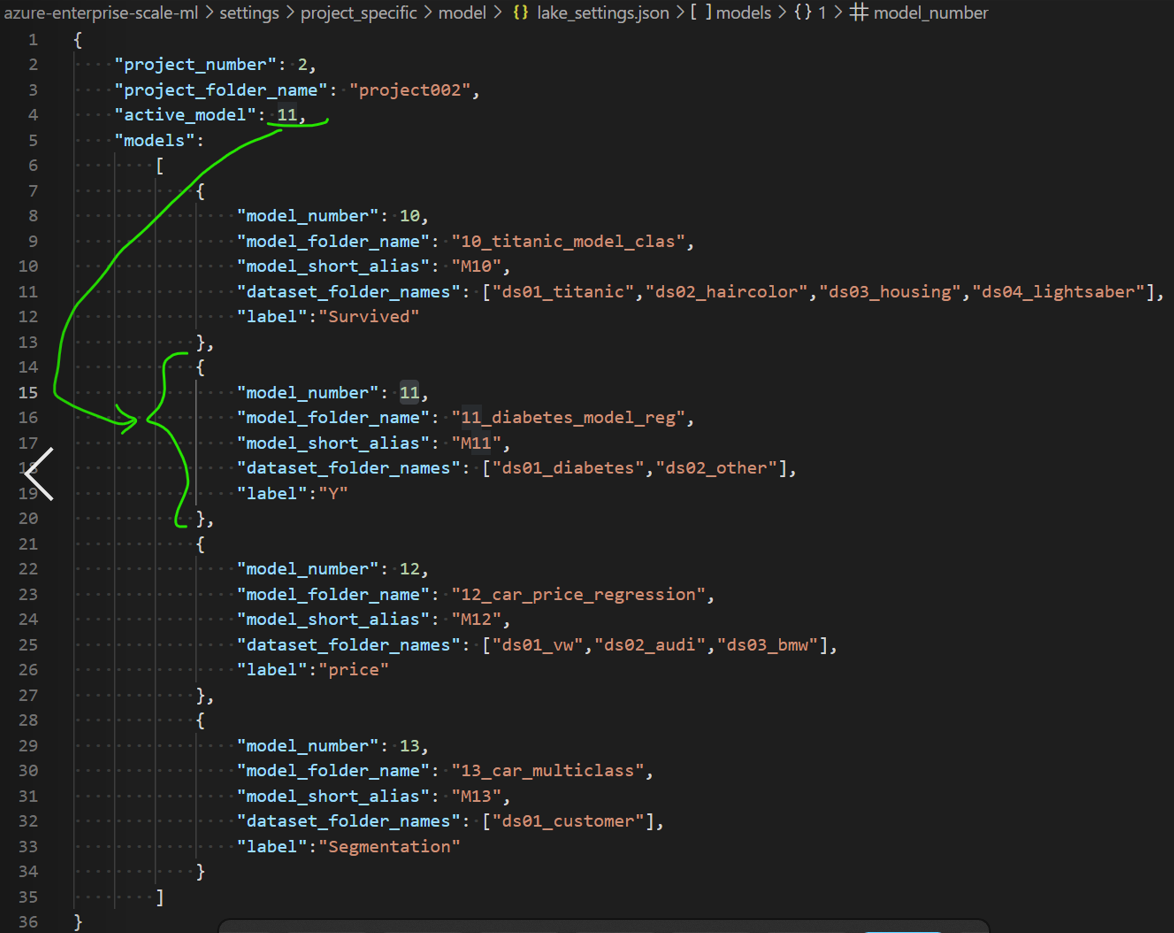 azure-enterprise-scale-ml > settings > project_specific > model > {} lake_settings.json > [ ] models > {} 1 > # model_number
1 {
2 "project_number": 2,
3 "project_folder_name": "project002",
4 "active_model": 11,
5 "models":
6 [
7 {
8 "model_number": 10,
9 "model_folder_name": "10_titanic_model_clas",
10 "model_short_alias": "M10",
11 "dataset_folder_names": ["ds01_titanic","ds02_haircolor","ds03_housing","ds04_lightsaber"],
12 "label":"Survived"
13 },
14 {
15 "model_number": 11,
16 "model_folder_name": "11_diabetes_model_reg",
17 "model_short_alias": "M11",
18 "dataset_folder_names": ["ds01_diabetes","ds02_other"],
19 "label":"Y"
20 },
21 {
22 "model_number": 12,
23 "model_folder_name": "12_car_price_regression",
24 "model_short_alias": "M12",
25 "dataset_folder_names": ["ds01_vw","ds02_audi","ds03_bmw"],
26 "label":"price"
27 },
28 {
29 "model_number": 13,
30 "model_folder_name": "13_car_multiclass",
31 "model_short_alias": "M13",
32 "dataset_folder_names": ["ds01_customer"],
33 "label":"Segmentation"
34 }
35 ]
36 }